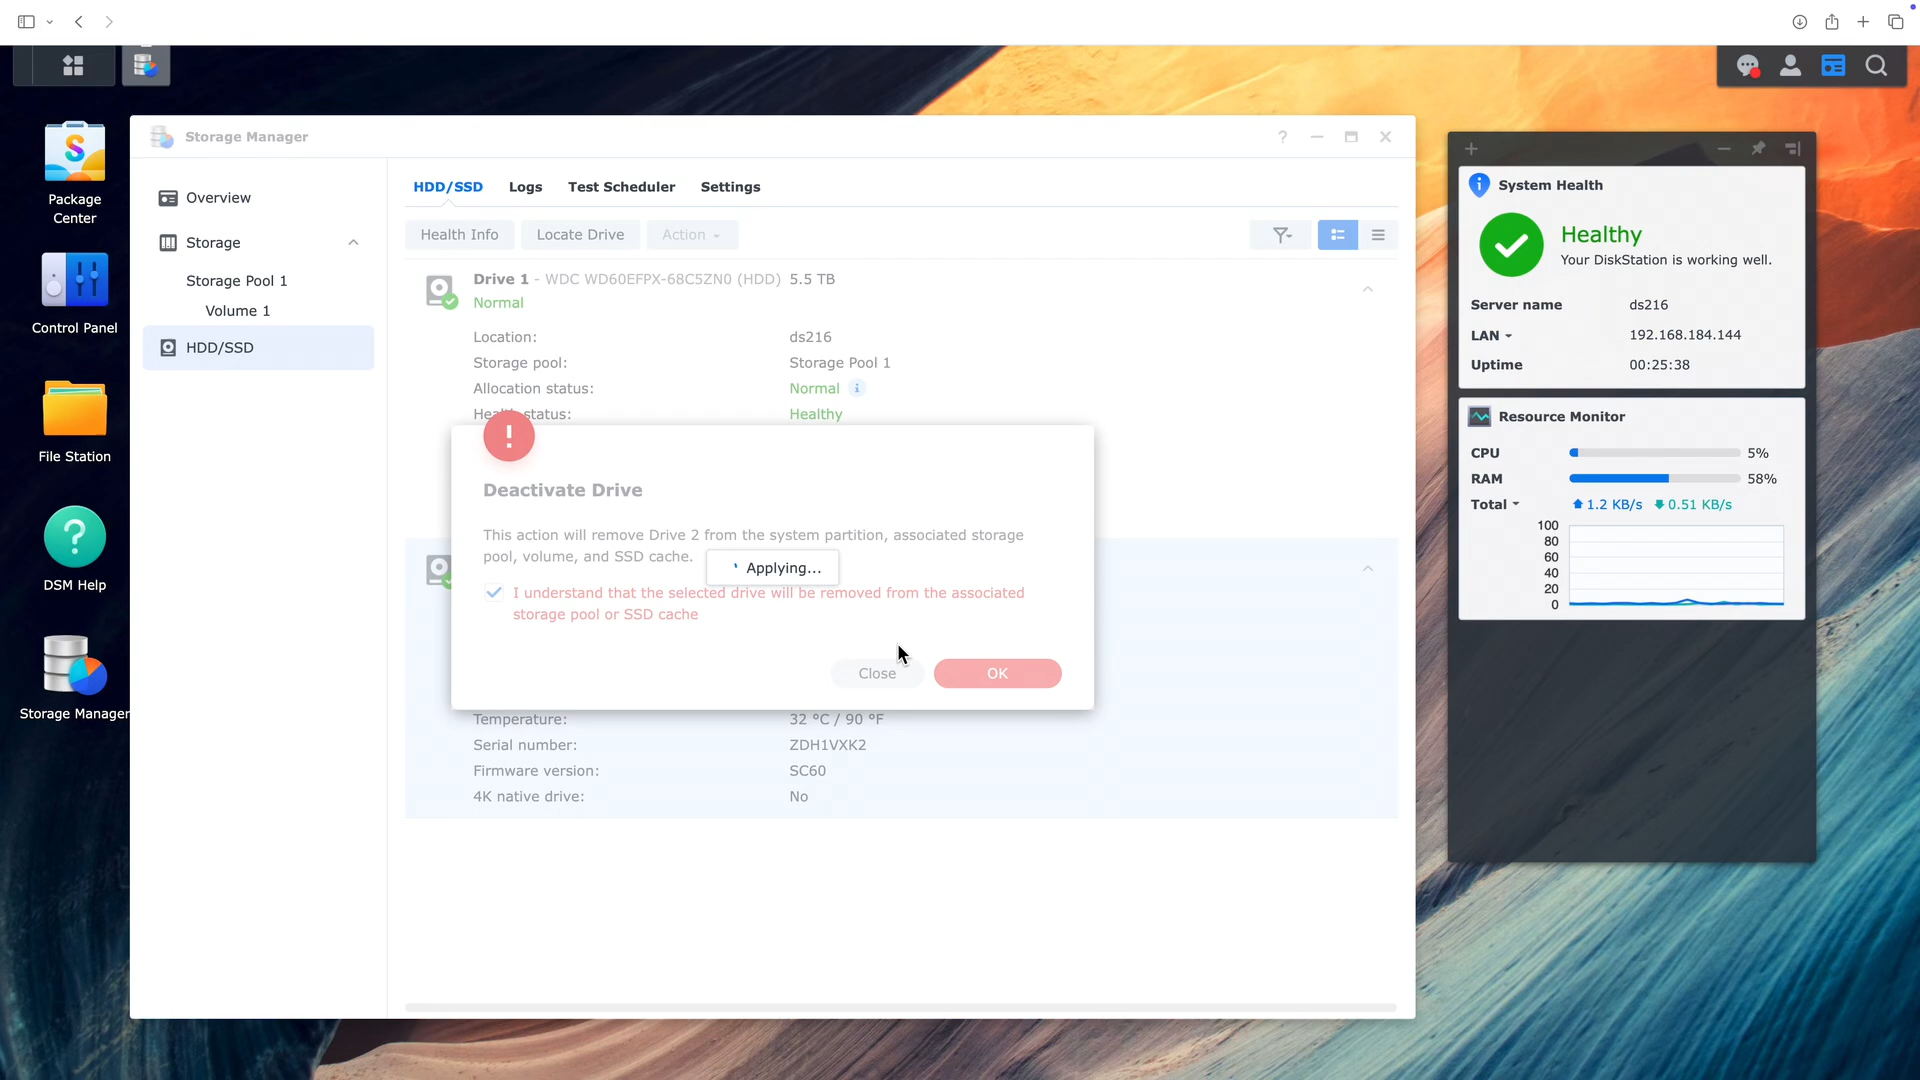 Storage Manager
Package
Center
Control Panel
File Station
DSM Help
Storage Manager
Overview
Storage
Storage Pool 1
Volume 1
HDD/SSD
HDD/SSD Logs Test Scheduler Settings
Health Info Locate Drive Action
Drive 1 - WDC WD60EFPX-68C5ZN0 (HDD) 5.5 TB
Normal
Location: ds216
Storage pool: Storage Pool 1
Allocation status: Normal
Health status: Healthy
Deactivate Drive
This action will remove Drive 2 from the system partition, associated storage
pool, volume, and SSD cache.
Applying...
I understand that the selected drive will be removed from the associated
storage pool or SSD cache
Close OK
Temperature: 32 ºC / 90 ºF
Serial number: ZDH1VXK2
Firmware version: SC60
4K native drive: No
System Health
Healthy
Your DiskStation is working well.
Server name ds216
LAN 192.168.184.144
Uptime 00:25:38
Resource Monitor
CPU 5%
RAM 58%
Total 1.2 KB/s 0.51 KB/s
100
80
60
40
20
0